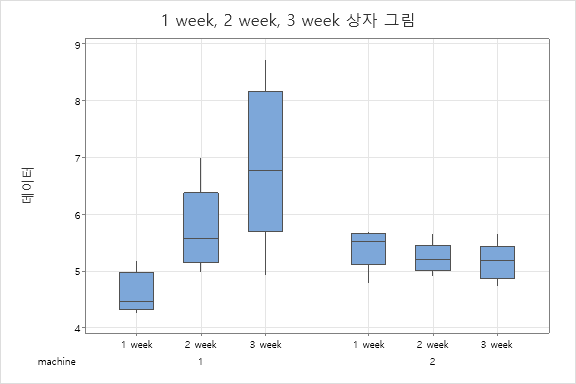 1 week, 2 week, 3 week 상자 그림
데이터
9
8
7
6
5
4
1 week 2 week 3 week 1 week 2 week 3 week
machine 1 2